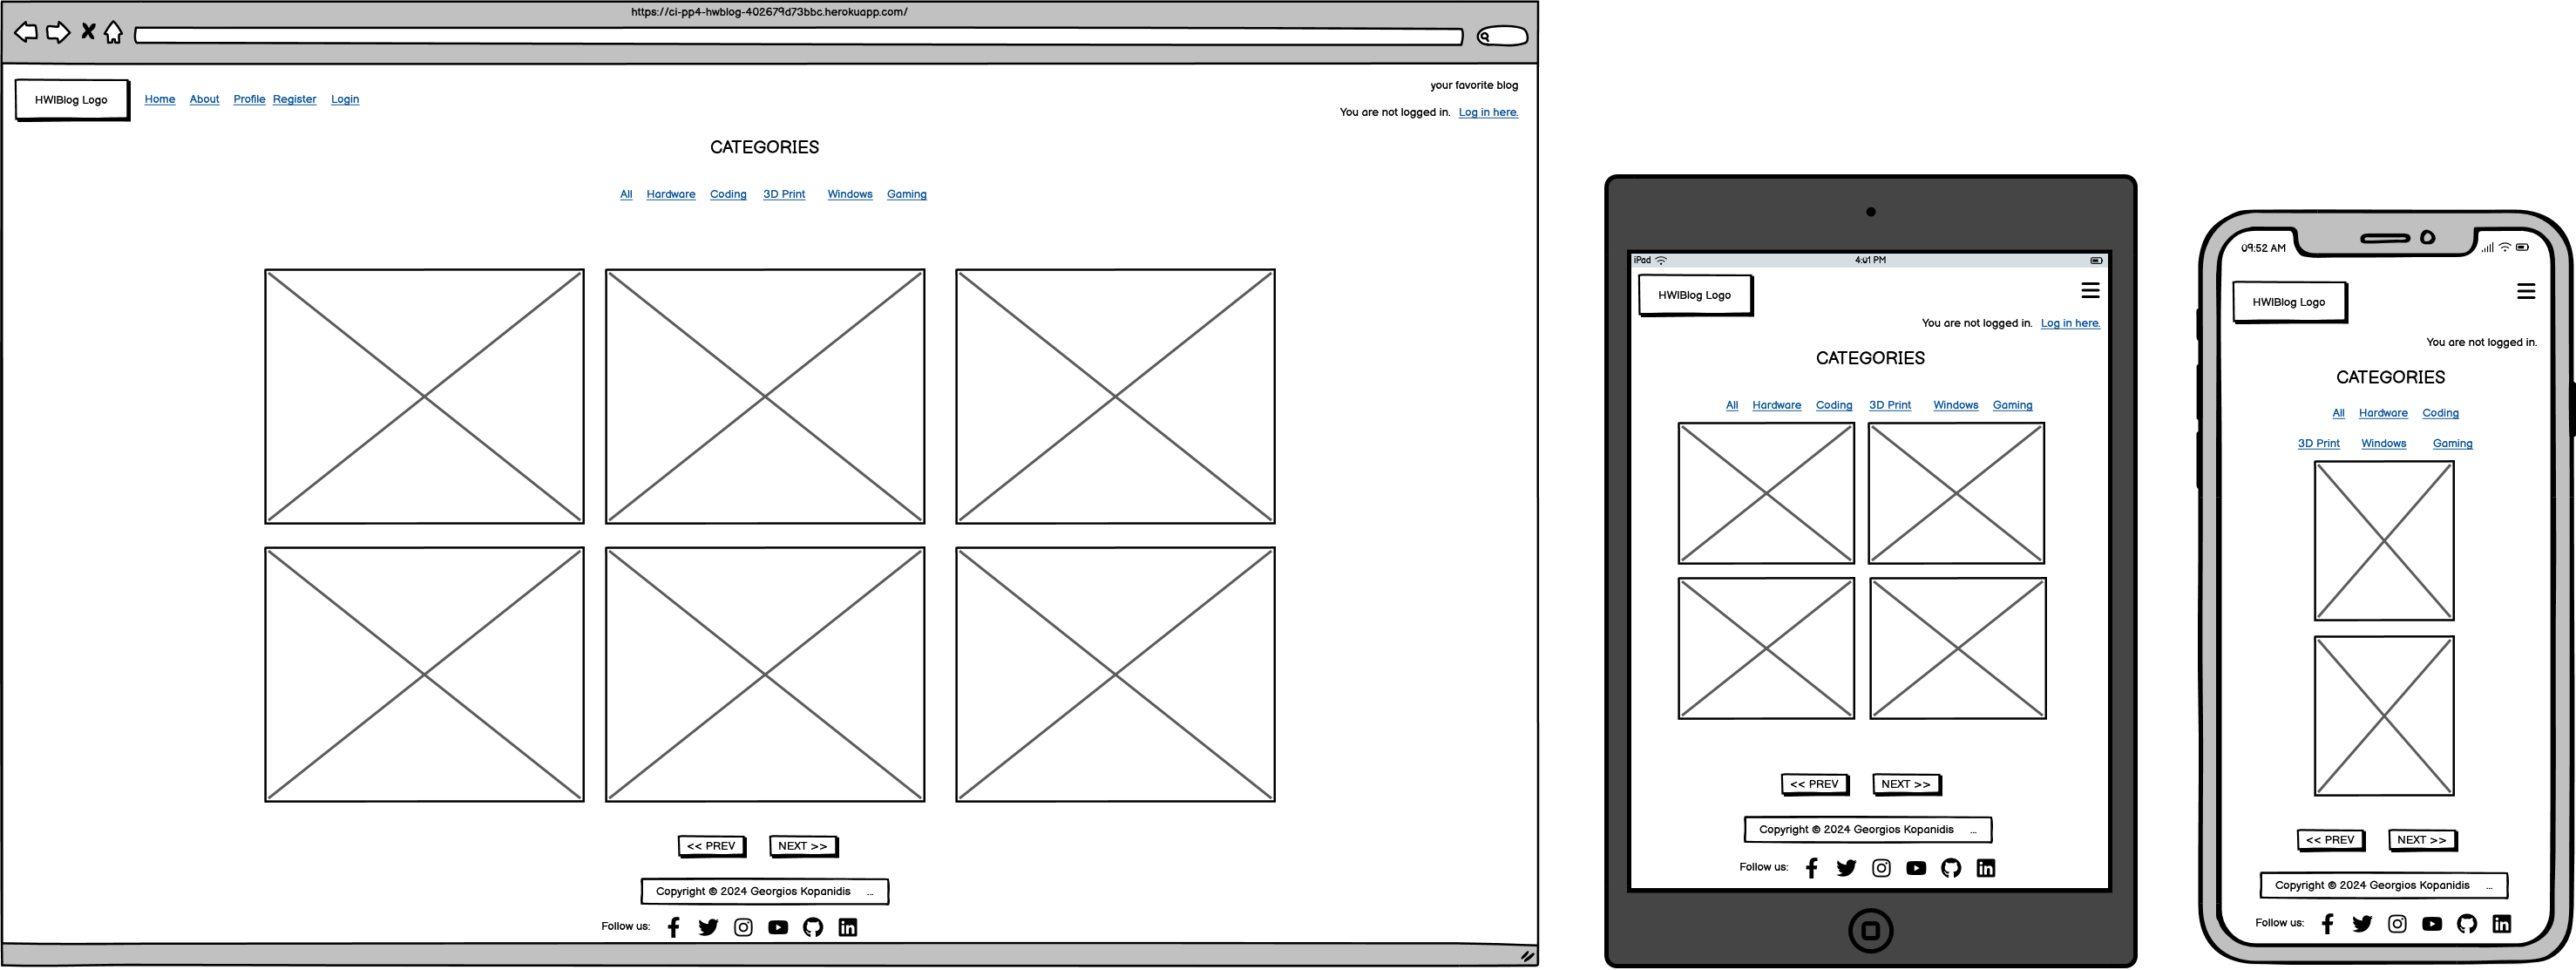 https://ci-pp4-hwblog-402679d73bbc.herokuapp.com/
HWIBlog Logo Home About Profile Register Login
your favorite blog
You are not logged in. Log in here.
CATEGORIES
All Hardware Coding 3D Print Windows Gaming
<< PREV NEXT >>
Copyright © 2024 Georgios Kopanidis ...
Follow us:
iPad 4:01 PM
HWIBlog Logo
You are not logged in. Log in here.
CATEGORIES
All Hardware Coding 3D Print Windows Gaming
<< PREV NEXT >>
Copyright © 2024 Georgios Kopanidis ...
Follow us:
09:52 AM
HWIBlog Logo
You are not logged in.
CATEGORIES
All Hardware Coding
3D Print Windows Gaming
<< PREV NEXT >>
Copyright © 2024 Georgios Kopanidis ...
Follow us: